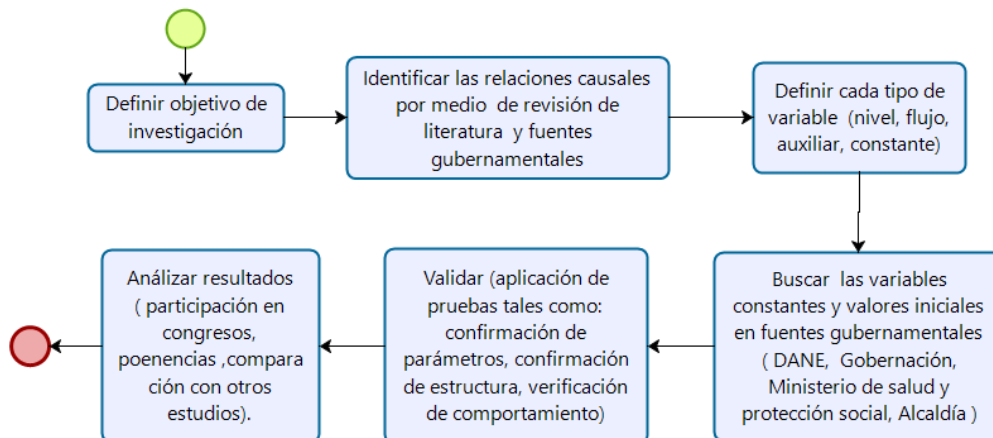 Definir objetivo de
investigación
Identificar las relaciones causales
por medio de revisión de
literatura y fuentes
gubernamentales
Definir cada tipo de
variable (nivel, flujo,
auxiliar, constante)
Buscar las variables
constantes y valores iniciales
en fuentes gubernamentales
( DANE, Gobernación,
Ministerio de salud y
protección social, Alcaldía )
Validar (aplicación de
pruebas tales como:
confirmación de
parámetros, confirmación
de estructura, verificación
de comportamiento)
Análizar resultados
( participación en
congresos,
poenencias ,compara
ción con otros
estudios).